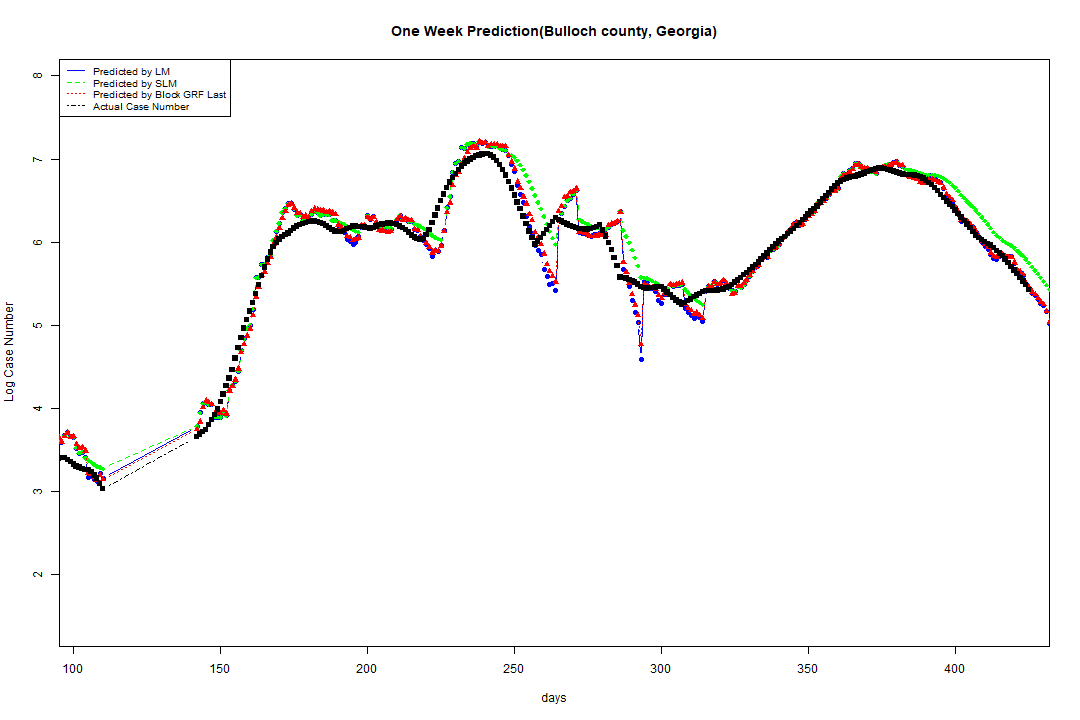 One Week Prediction(Bulloch county, Georgia)
Predicted by LM
Predicted by SLM
Predicted by Block GRF Last
Actual Case Number
8
7
6
5
4
3
2
Log Case Number
100 150 200 250 300 350 400
days